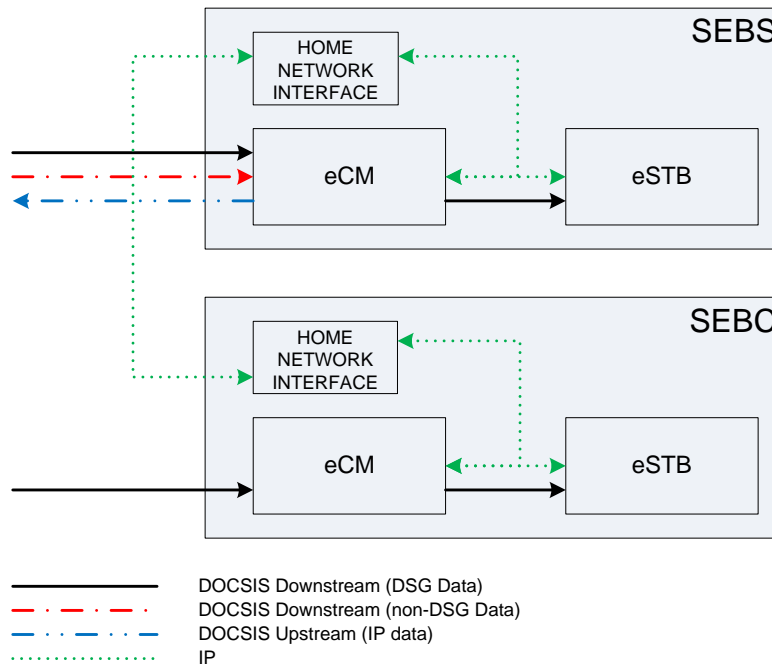 SEBS
HOME
NETWORK
INTERFACE
eCM
eSTB
SEBC
HOME
NETWORK
INTERFACE
eCM
eSTB
DOCSIS Downstream (DSG Data)
DOCSIS Downstream (non-DSG Data)
DOCSIS Upstream (IP data)
IP